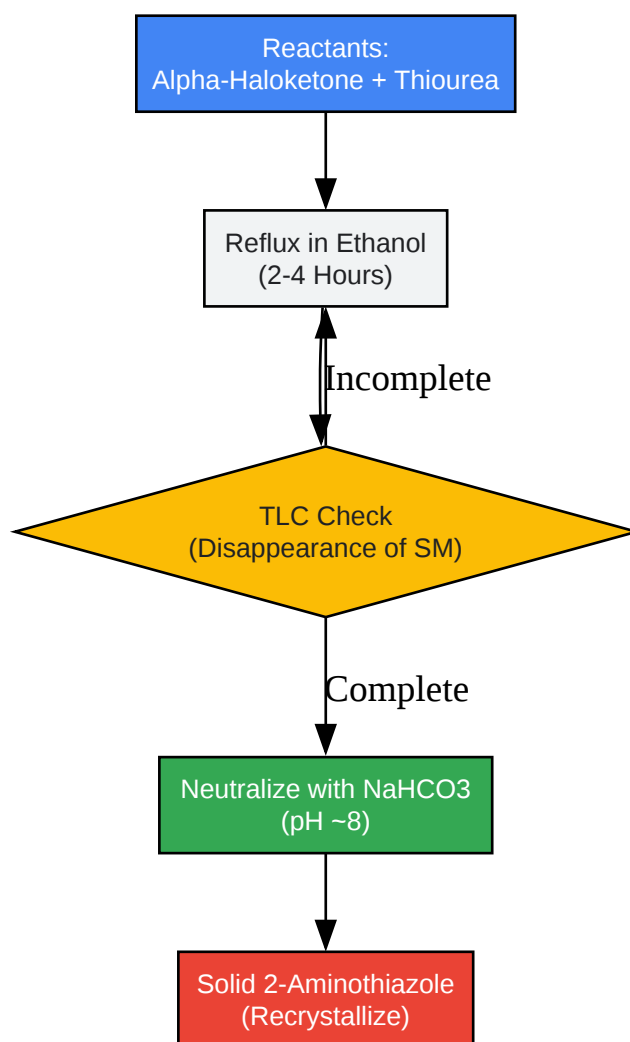 Reactants:
Alpha-Haloketone + Thiourea
Reflux in Ethanol
(2-4 Hours)
Incomplete
TLC Check
(Disappearance of SM)
Complete
Neutralize with NaHCO3
(pH ~8)
Solid 2-Aminothiazole
(Recrystallize)